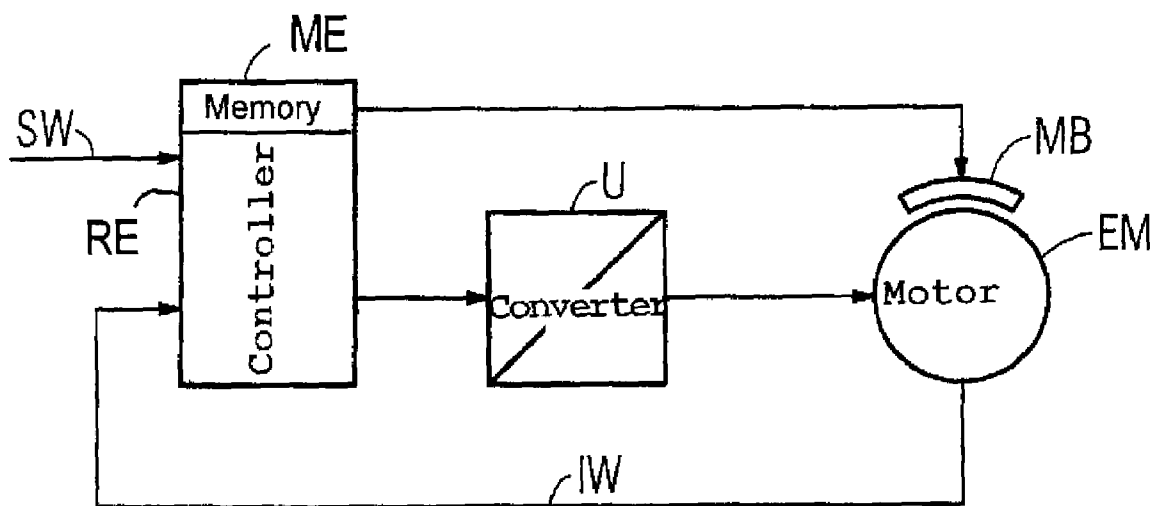 ME
Memory
SW
MB
U
RE
Controller
EM
Converter
Motor
IW